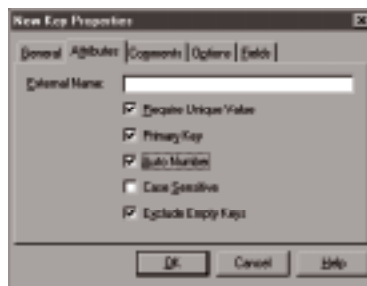 New Key Properties
General Attributes Comments Options Fields
External Name:
Require Unique Value
Primary Key
Auto Number
Case Sensitive
Exclude Empty Keys
OK Cancel Help